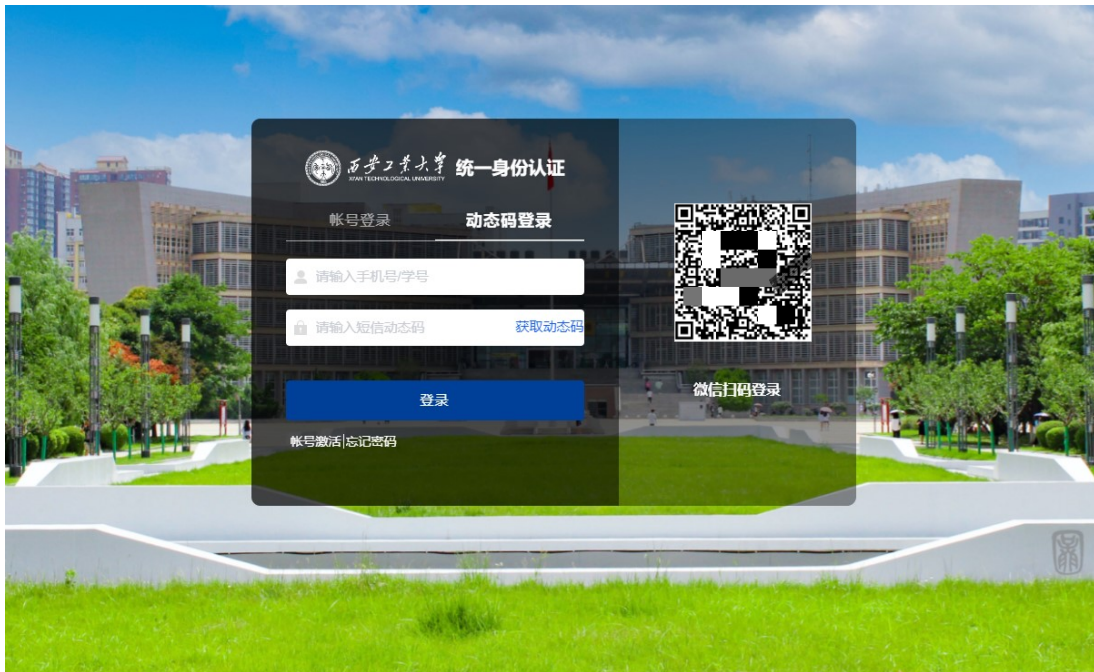 西安工业大学 统一身份认证
XI'AN TECHNOLOGICAL UNIVERSITY
帐号登录 动态码登录
请输入手机号/学号
请输入短信动态码 获取动态码
登录
帐号激活|忘记密码
微信扫码登录